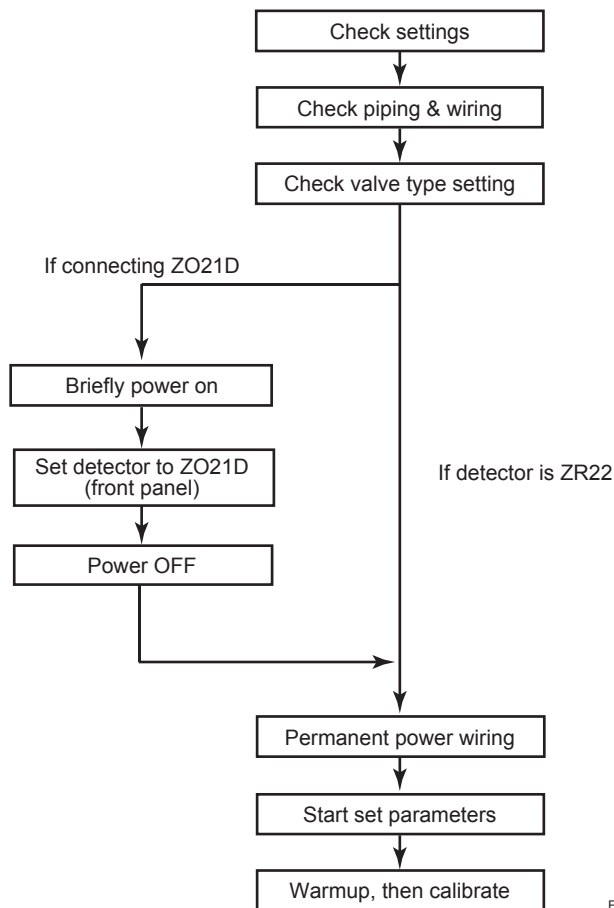 Check settings
Check piping & wiring
Check valve type setting
If connecting ZO21D
Briefly power on
Set detector to ZO21D
(front panel)
If detector is ZR22
Power OFF
Permanent power wiring
Start set parameters
Warmup, then calibrate